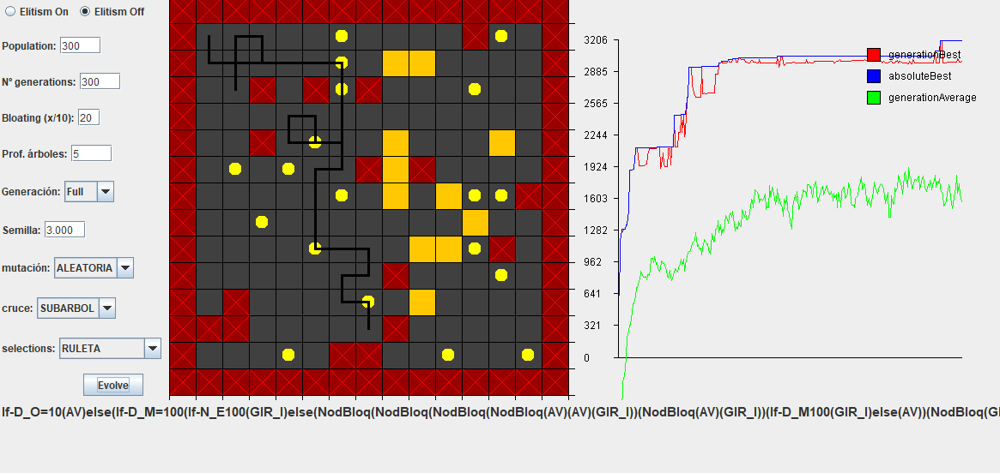 Elitism On Elitism Off
Population: 300
Nº generations: 300
Bloating (x/10): 20
Prof. árboles: 5
Generación: Full
Semilla: 3.000
mutación: ALEATORIA
cruce: SUBARBOL
selections: RULETA
Evolve
3206
2885
2565
2244
1924
1603
1282
962
641
321
0
generationBest
absoluteBest
generationAverage
If-D_O=10(AV)else(If-D_M=100(If-N_E100(GIR_I)else(NodBloq(NodBloq(NodBloq(NodBloq(NodBloq(AV)(AV)(GIR_I))(NodBloq(AV)(GIR_I))(If-D_M100(GIR_I)else(AV))(NodBloq(GI